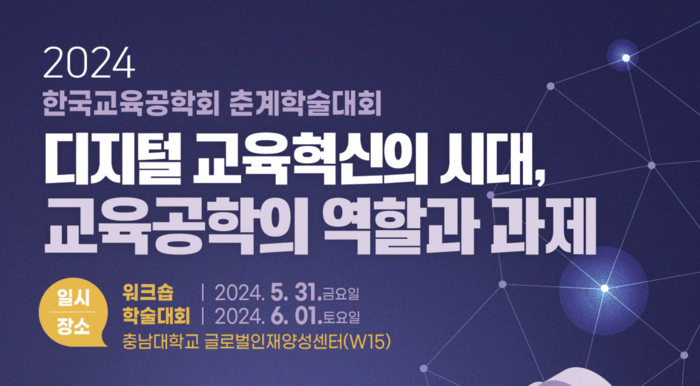 2024
한국교육공학회 춘계학술대회
디지털 교육혁신의 시대,
교육공학의 역할과 과제
일시
장소
워크숍 | 2024. 5. 31.금요일
학술대회 | 2024. 6. 01.토요일
충남대학교 글로벌인재양성센터(W15)